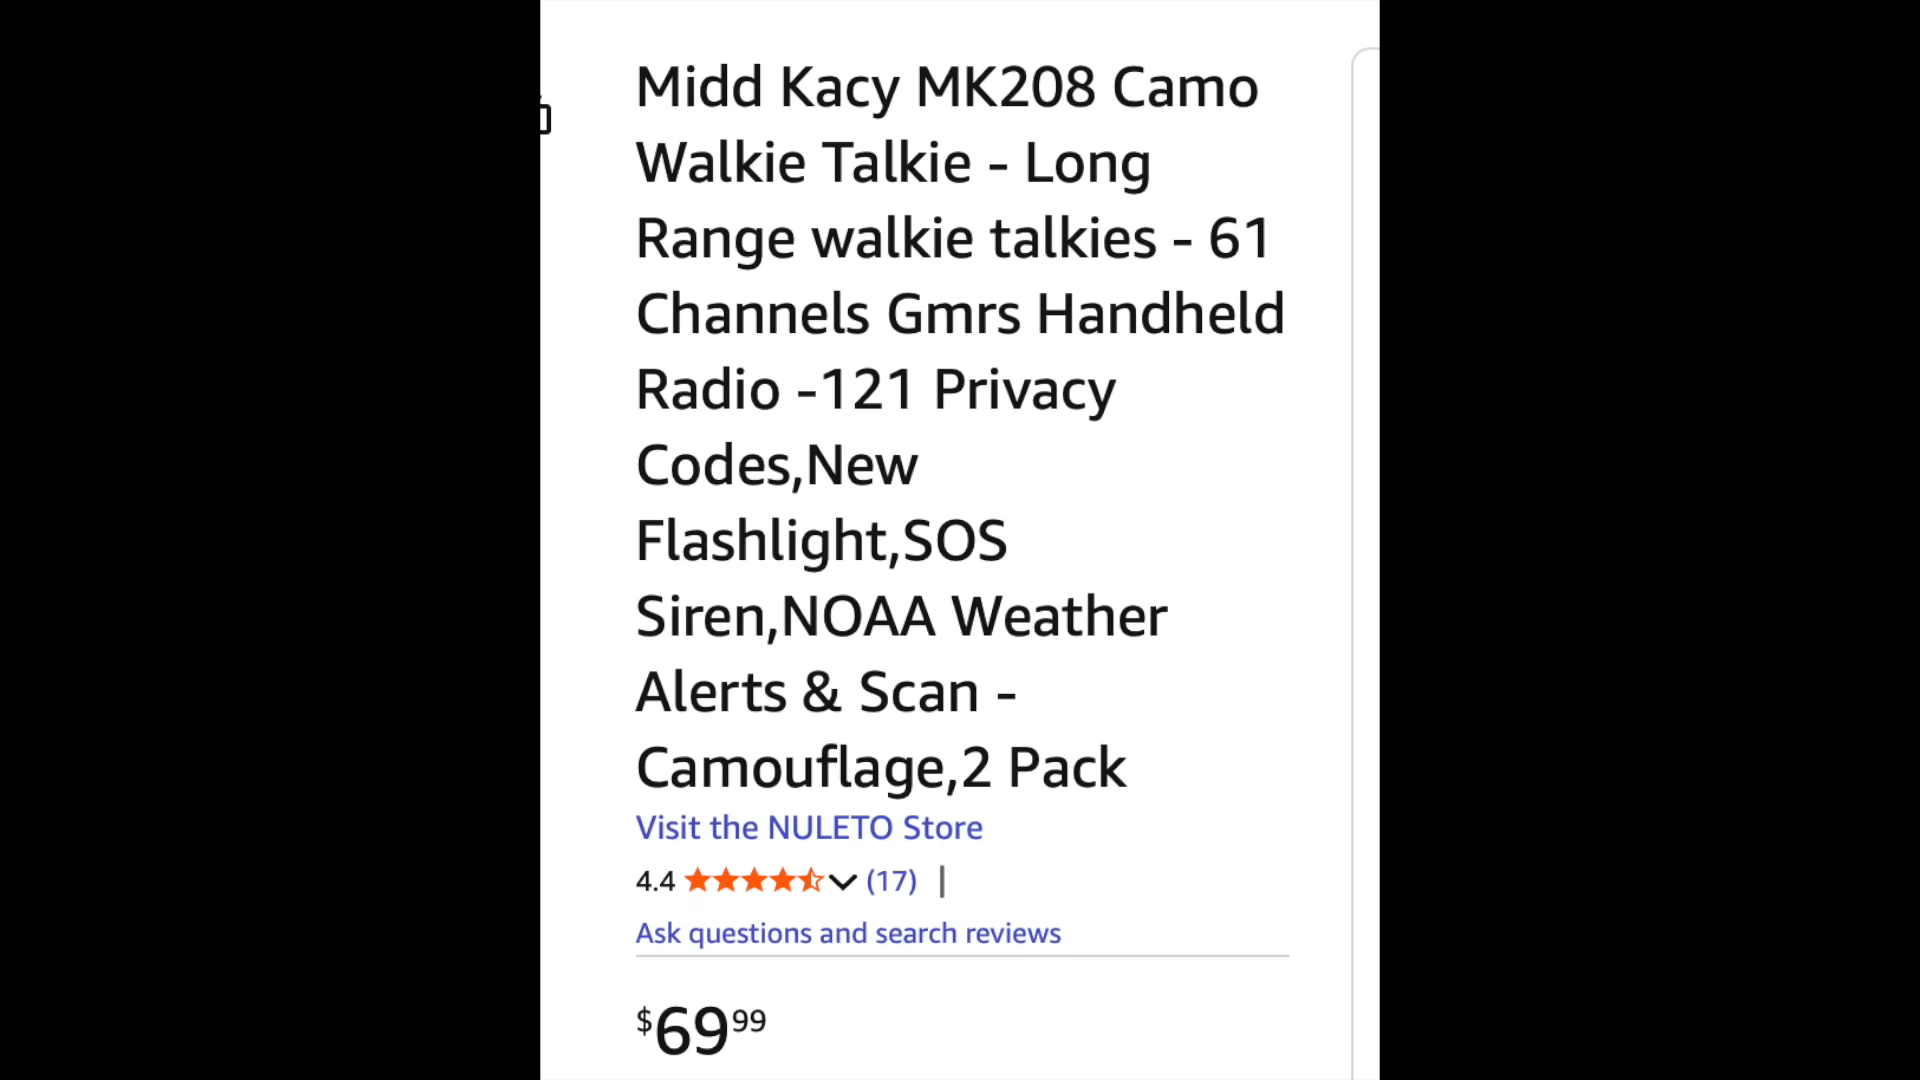 Midd Kacy MK208 Camo
Walkie Talkie - Long
Range walkie talkies - 61
Channels Gmrs Handheld
Radio -121 Privacy
Codes,New
Flashlight,SOS
Siren,NOAA Weather
Alerts & Scan -
Camouflage,2 Pack
Visit the NULETO Store
4.4 (17) |
Ask questions and search reviews
$69.99